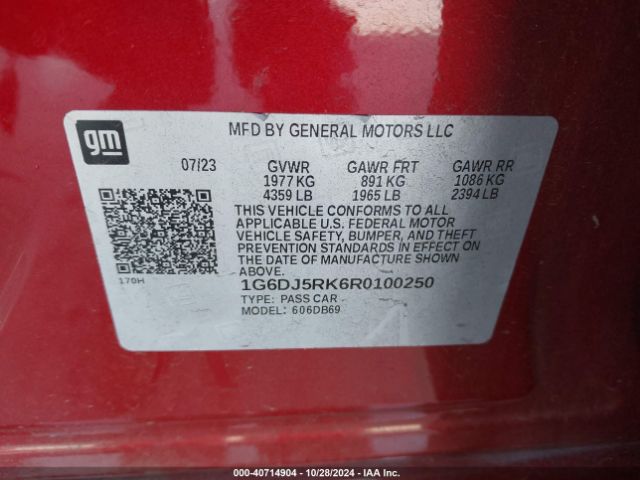 gm
MFD BY GENERAL MOTORS LLC
07/23 GVWR GAWR FRT GAWR RR
1977 KG 891 KG 1086 KG
4359 LB 1965 LB 2394 LB
THIS VEHICLE CONFORMS TO ALL
APPLICABLE U.S. FEDERAL MOTOR
VEHICLE SAFETY, BUMPER, AND THEFT
PREVENTION STANDARDS IN EFFECT ON
THE DATE OF MANUFACTURE SHOWN
ABOVE.
170H
1G6DJ5RK6R0100250
TYPE: PASS CAR
MODEL: 606DB69
00-40714904 | 10/28/2024 | IAA Inc.